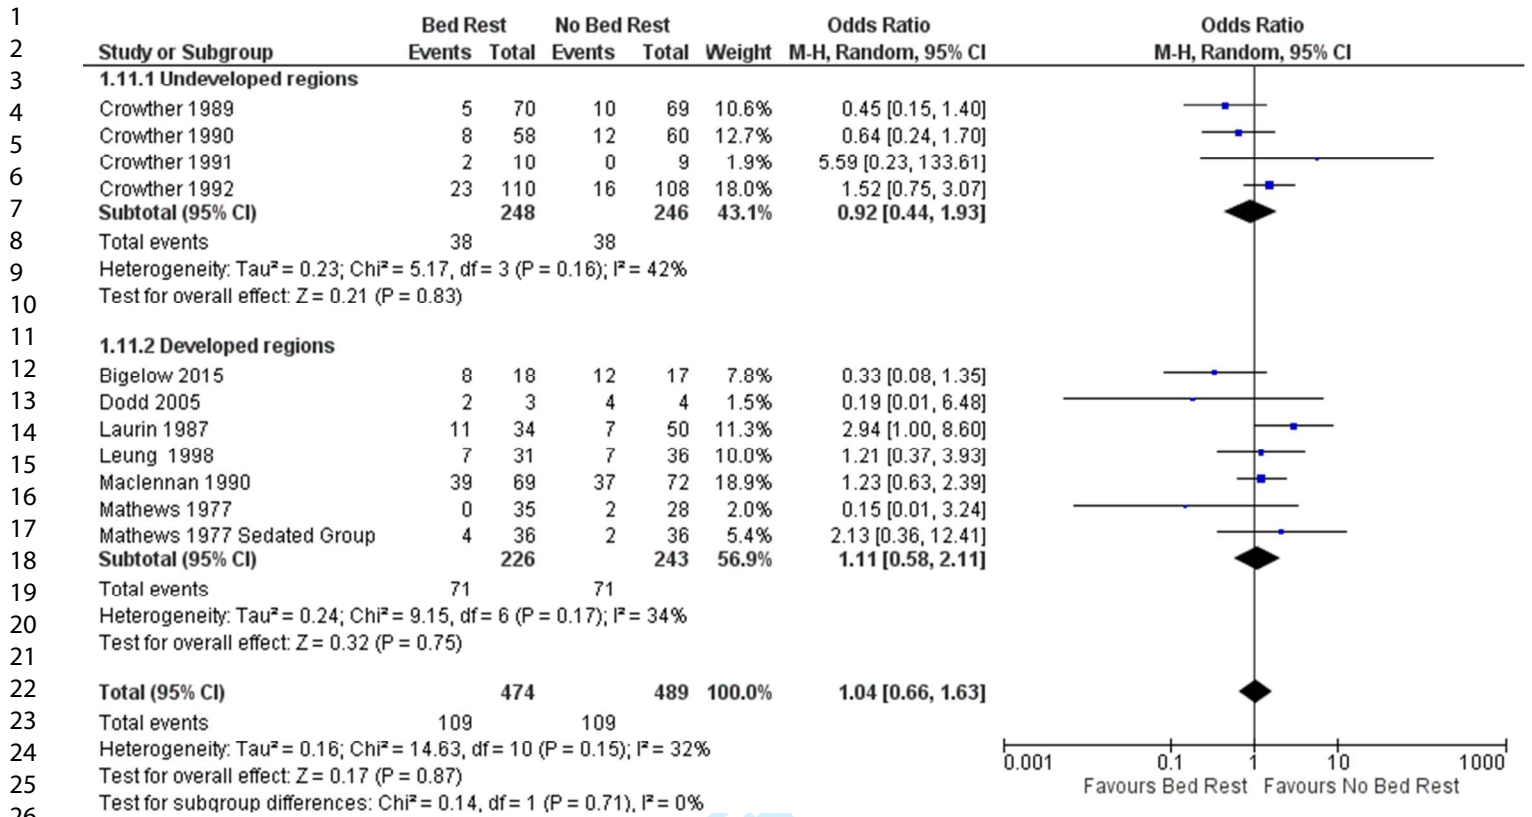 1
2
3
4
5
6
7
8
9
10
11
12
13
14
15
16
17
18
19
20
21
22
23
24
25
26
Bed Rest No Bed Rest Odds Ratio Odds Ratio
Study or Subgroup Events Total Events Total Weight M-H, Random, 95% CI M-H, Random, 95% CI
1.11.1 Undeveloped regions
Crowther 1989 5 70 10 69 10.6% 0.45 [0.15, 1.40]
Crowther 1990 8 58 12 60 12.7% 0.64 [0.24, 1.70]
Crowther 1991 2 10 0 9 1.9% 5.59 [0.23, 133.61]
Crowther 1992 23 110 16 108 18.0% 1.52 [0.75, 3.07]
Subtotal (95% CI) 248 246 43.1% 0.92 [0.44, 1.93]
Total events 38 38
Heterogeneity: Tau² = 0.23; Chi² = 5.17, df = 3 (P = 0.16); I² = 42%
Test for overall effect: Z = 0.21 (P = 0.83)
1.11.2 Developed regions
Bigelow 2015 8 18 12 17 7.8% 0.33 [0.08, 1.35]
Dodd 2005 2 3 4 4 1.5% 0.19 [0.01, 6.48]
Laurin 1987 11 34 7 50 11.3% 2.94 [1.00, 8.60]
Leung 1998 7 31 7 36 10.0% 1.21 [0.37, 3.93]
Maclennan 1990 39 69 37 72 18.9% 1.23 [0.63, 2.39]
Mathews 1977 0 35 2 28 2.0% 0.15 [0.01, 3.24]
Mathews 1977 Sedated Group 4 36 2 36 5.4% 2.13 [0.36, 12.41]
Subtotal (95% CI) 226 243 56.9% 1.11 [0.58, 2.11]
Total events 71 71
Heterogeneity: Tau² = 0.24; Chi² = 9.15, df = 6 (P = 0.17); I² = 34%
Test for overall effect: Z = 0.32 (P = 0.75)
Total (95% CI) 474 489 100.0% 1.04 [0.66, 1.63]
Total events 109 109
Heterogeneity: Tau² = 0.16; Chi² = 14.63, df = 10 (P = 0.15); I² = 32%
Test for overall effect: Z = 0.17 (P = 0.87)
Test for subgroup differences: Chi² = 0.14, df = 1 (P = 0.71), I² = 0%
0.001 0.1 1 10 1000
Favours Bed Rest Favours No Bed Rest